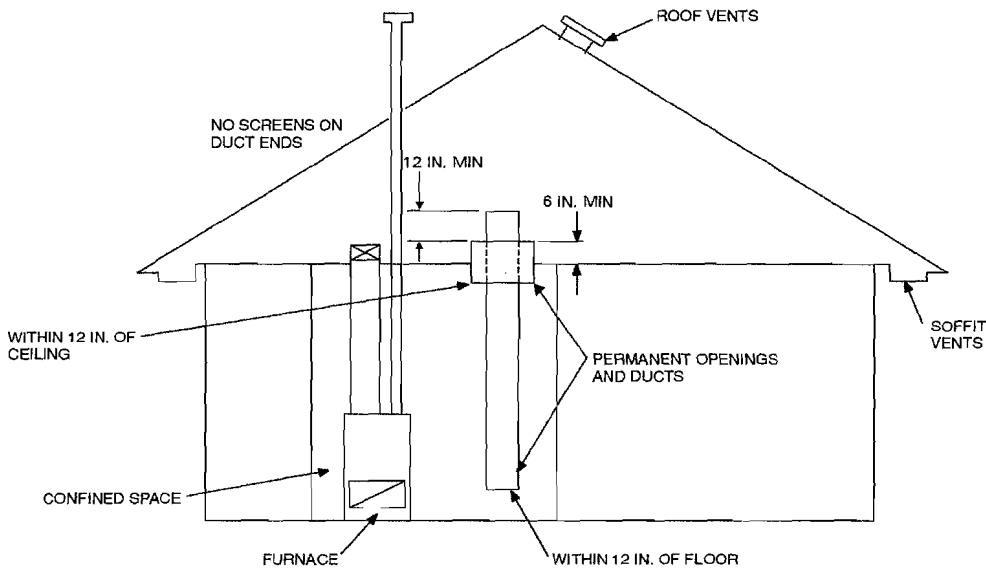 ROOF VENTS
NO SCREENS ON
DUCT ENDS
12 IN. MIN
6 IN. MIN
WITHIN 12 IN. OF
CEILING
SOFFIT
VENTS
PERMANENT OPENINGS
AND DUCTS
CONFINED SPACE
FURNACE
WITHIN 12 IN. OF FLOOR